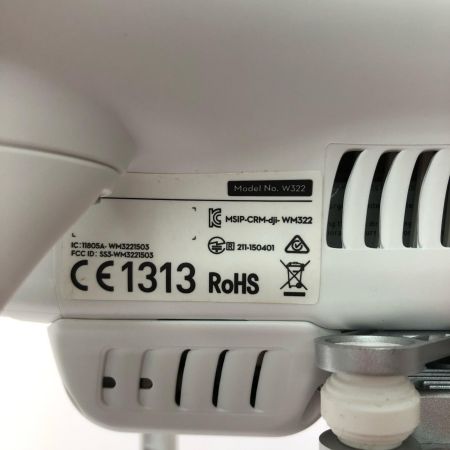 Model No. W322
MSIP-CRM-dji- WM322
R 211-150401
IC:11805A- WM3221503
FCC ID: SS3-WM3221503
CE1313 RoHS